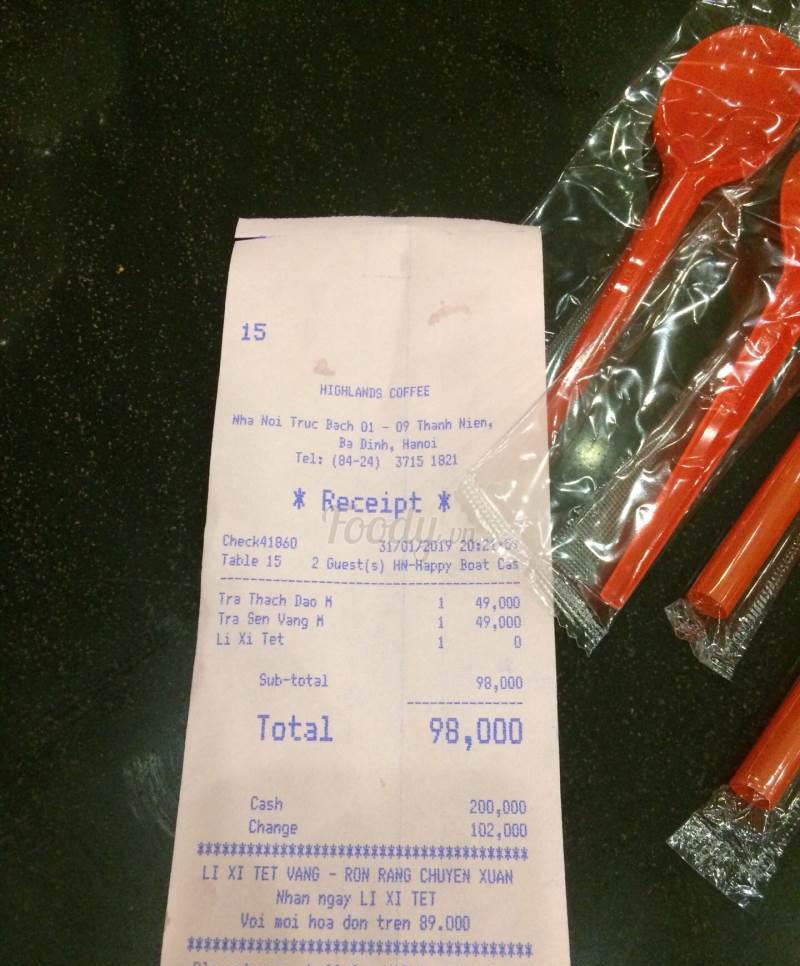 15
HIGHLANDS COFFEE
Nha Noi Truc Bach 01 - 09 Thanh Nien,
Ba Dinh, Hanoi
Tel: (84-24) 3715 1821
* Receipt *
Foody.vn
Check41860 31/01/2019
Table 15 2 Guest(s) HN-Happy Boat Cas
Tra Thach Dao M 1 49,000
Tra Sen Vang M 1 49,000
Li Xi Tet 1 0
Sub-total 98,000
Total 98,000
Cash 200,000
Change 102,000
****************************************
LI XI TET VANG - RON RANG CHUYEN XUAN
Nhan ngay LI XI TET
Voi moi hoa don tren 89.000
****************************************